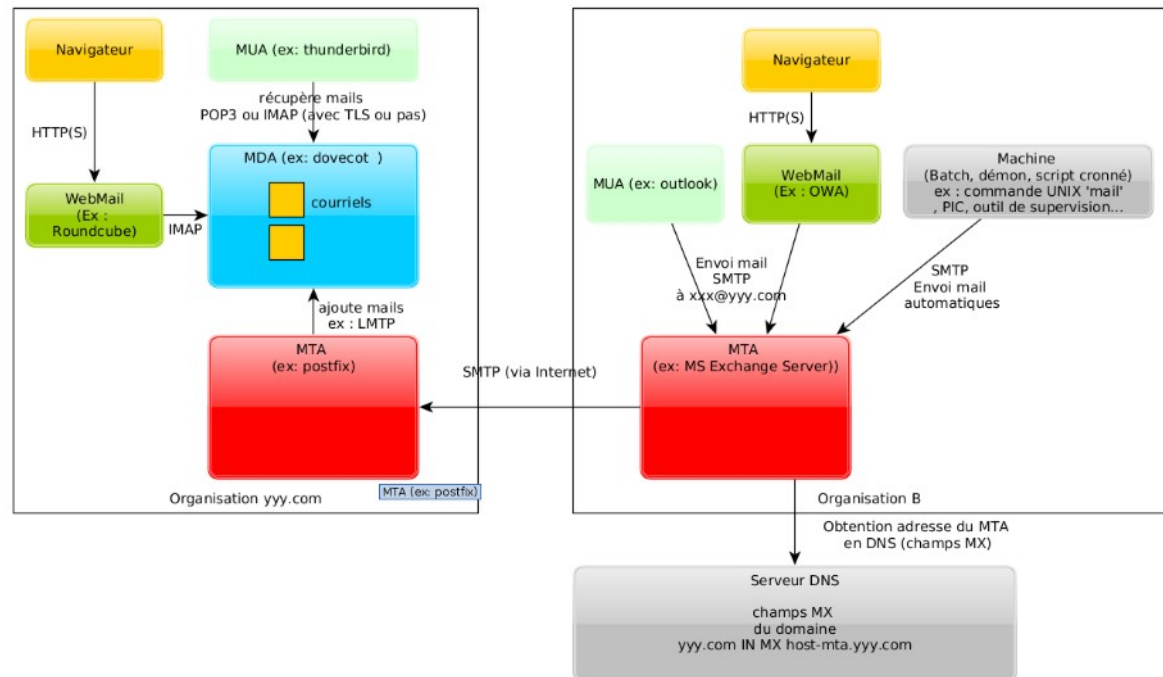 Navigateur
MUA (ex: thunderbird)
HTTP(S)
récupère mails
POP3 ou IMAP (avec TLS ou pas)
MDA (ex: dovecot )
courriels
WebMail
(Ex :
Roundcube)
IMAP
ajoute mails
ex : LMTP
MTA
(ex: postfix)
Organisation yyy.com
MTA (ex: postfix)
SMTP (via Internet)
Navigateur
HTTP(S)
MUA (ex: outlook)
WebMail
(Ex : OWA)
Machine
(Batch, démon, script cronné)
ex : commande UNIX 'mail'
, PIC, outil de supervision...
Envoi mail
SMTP
à xxx@yyy.com
SMTP
Envoi mail
automatiques
MTA
(ex: MS Exchange Server))
Organisation B
Obtention adresse du MTA
en DNS (champs MX)
Serveur DNS
champs MX
du domaine
yyy.com IN MX host-mta.yyy.com